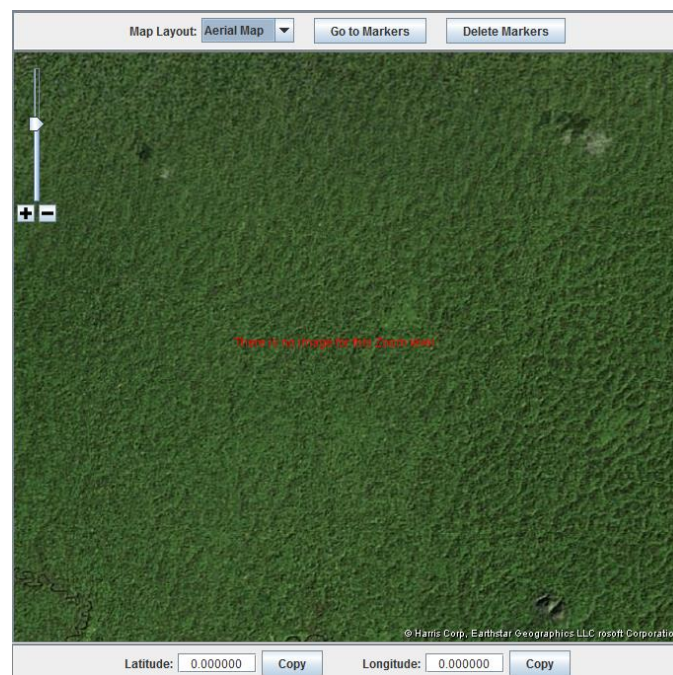 Map Layout: Aerial Map Go to Markers Delete Markers
There is no image for this Zoom level
© Harris Corp, Earthstar Geographics LLC rosoft Corporatio
Latitude: 0.000000 Copy Longitude: 0.000000 Copy